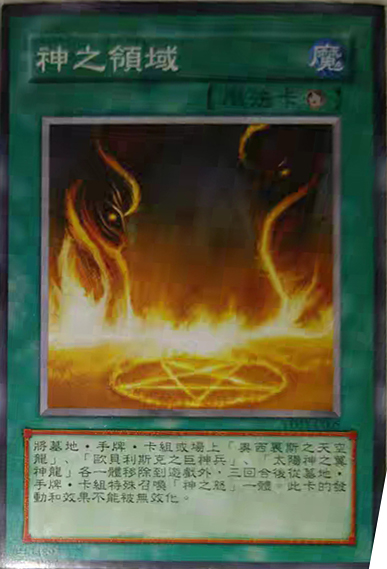 神之領域
魔
【魔法卡】
將墓地・手牌・卡組或場上「奧西裏斯之天空
龍」、「歐貝利斯克之巨神兵」、「太陽神之翼
神龍」各一體移除到遊戲外，三回合後從墓地・
手牌・卡組特殊召喚「神之怒」一體。此卡的發
動和效果不能被無效化。